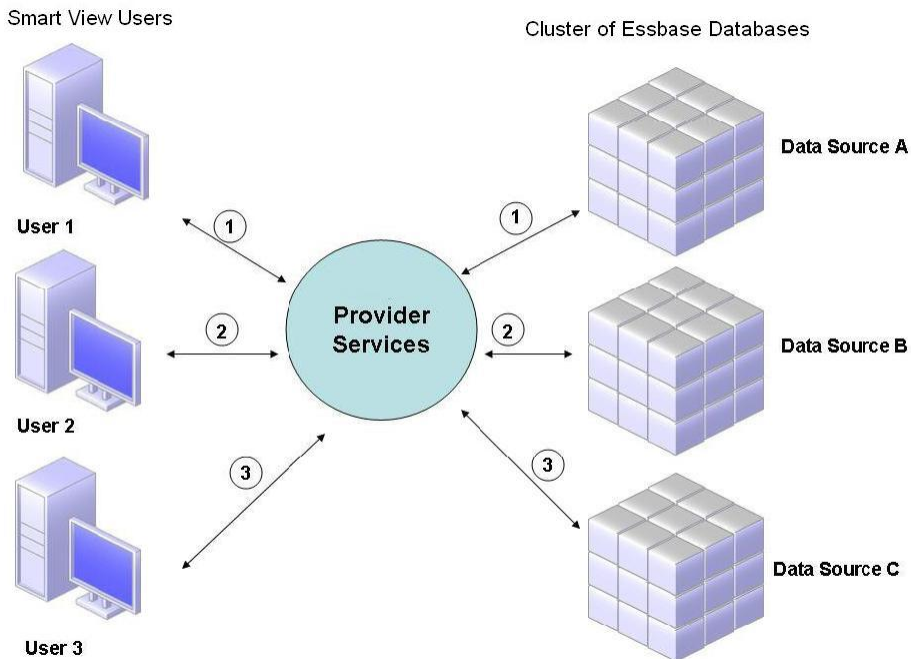 Smart View Users
Cluster of Essbase Databases
Data Source A
User 1
1
1
Provider
Services
2
2
Data Source B
User 2
3
3
Data Source C
User 3